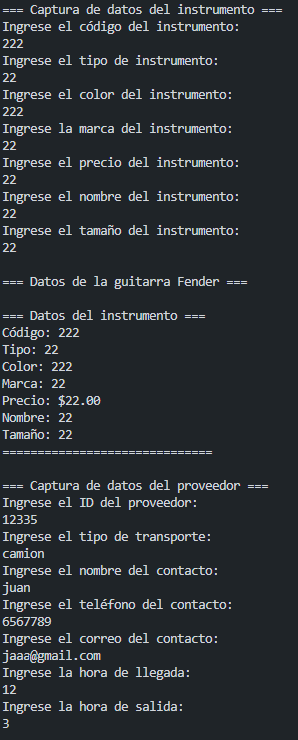 === Captura de datos del instrumento ===
Ingrese el código del instrumento:
222
Ingrese el tipo de instrumento:
22
Ingrese el color del instrumento:
222
Ingrese la marca del instrumento:
22
Ingrese el precio del instrumento:
22
Ingrese el nombre del instrumento:
22
Ingrese el tamaño del instrumento:
22
=== Datos de la guitarra Fender ===
=== Datos del instrumento ===
Código: 222
Tipo: 22
Color: 222
Marca: 22
Precio: $22.00
Nombre: 22
Tamaño: 22
==============================
=== Captura de datos del proveedor ===
Ingrese el ID del proveedor:
12335
Ingrese el tipo de transporte:
camion
Ingrese el nombre del contacto:
juan
Ingrese el teléfono del contacto:
6567789
Ingrese el correo del contacto:
jaaa@gmail.com
Ingrese la hora de llegada:
12
Ingrese la hora de salida:
3